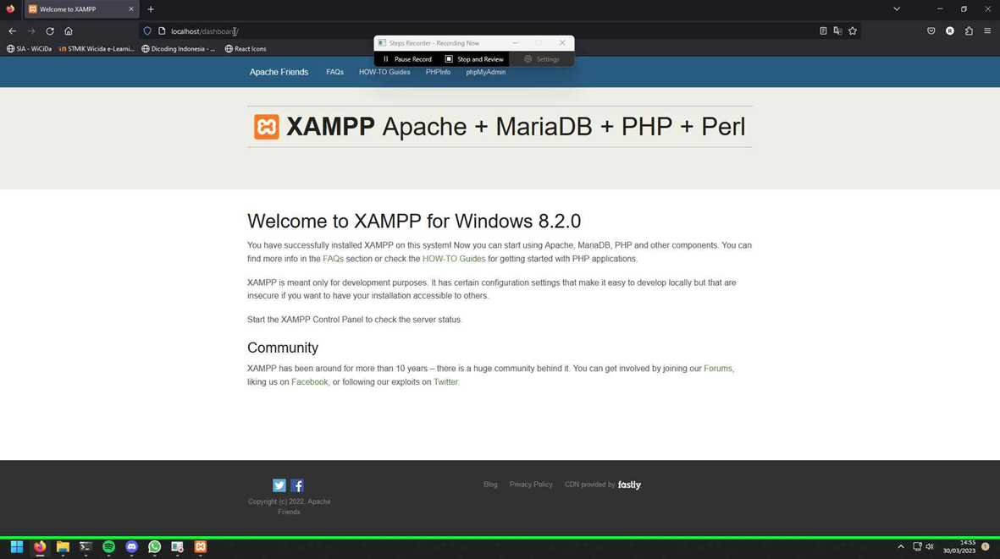 Welcome to XAMPP
localhost/dashboard/
Steps Recorder - Recording Now
Pause Record
Stop and Review
Settings
SIA - WiCiDa
STMIK Wicida e-Learni...
Dicoding Indonesia - ...
React Icons
Apache Friends
FAQs
HOW-TO Guides
PHPInfo
phpMyAdmin
XAMPP Apache + MariaDB + PHP + Perl
Welcome to XAMPP for Windows 8.2.0
You have successfully installed XAMPP on this system! Now you can start using Apache, MariaDB, PHP and other components. You can
find more info in the FAQs section or check the HOW-TO Guides for getting started with PHP applications.
XAMPP is meant only for development purposes. It has certain configuration settings that make it easy to develop locally but that are
insecure if you want to have your installation accessible to others.
Start the XAMPP Control Panel to check the server status.
Community
XAMPP has been around for more than 10 years – there is a huge community behind it. You can get involved by joining our Forums,
liking us on Facebook, or following our exploits on Twitter.
Blog
Privacy Policy
CDN provided by fastly
Copyright (c) 2022, Apache
Friends
14:55
30/03/2023